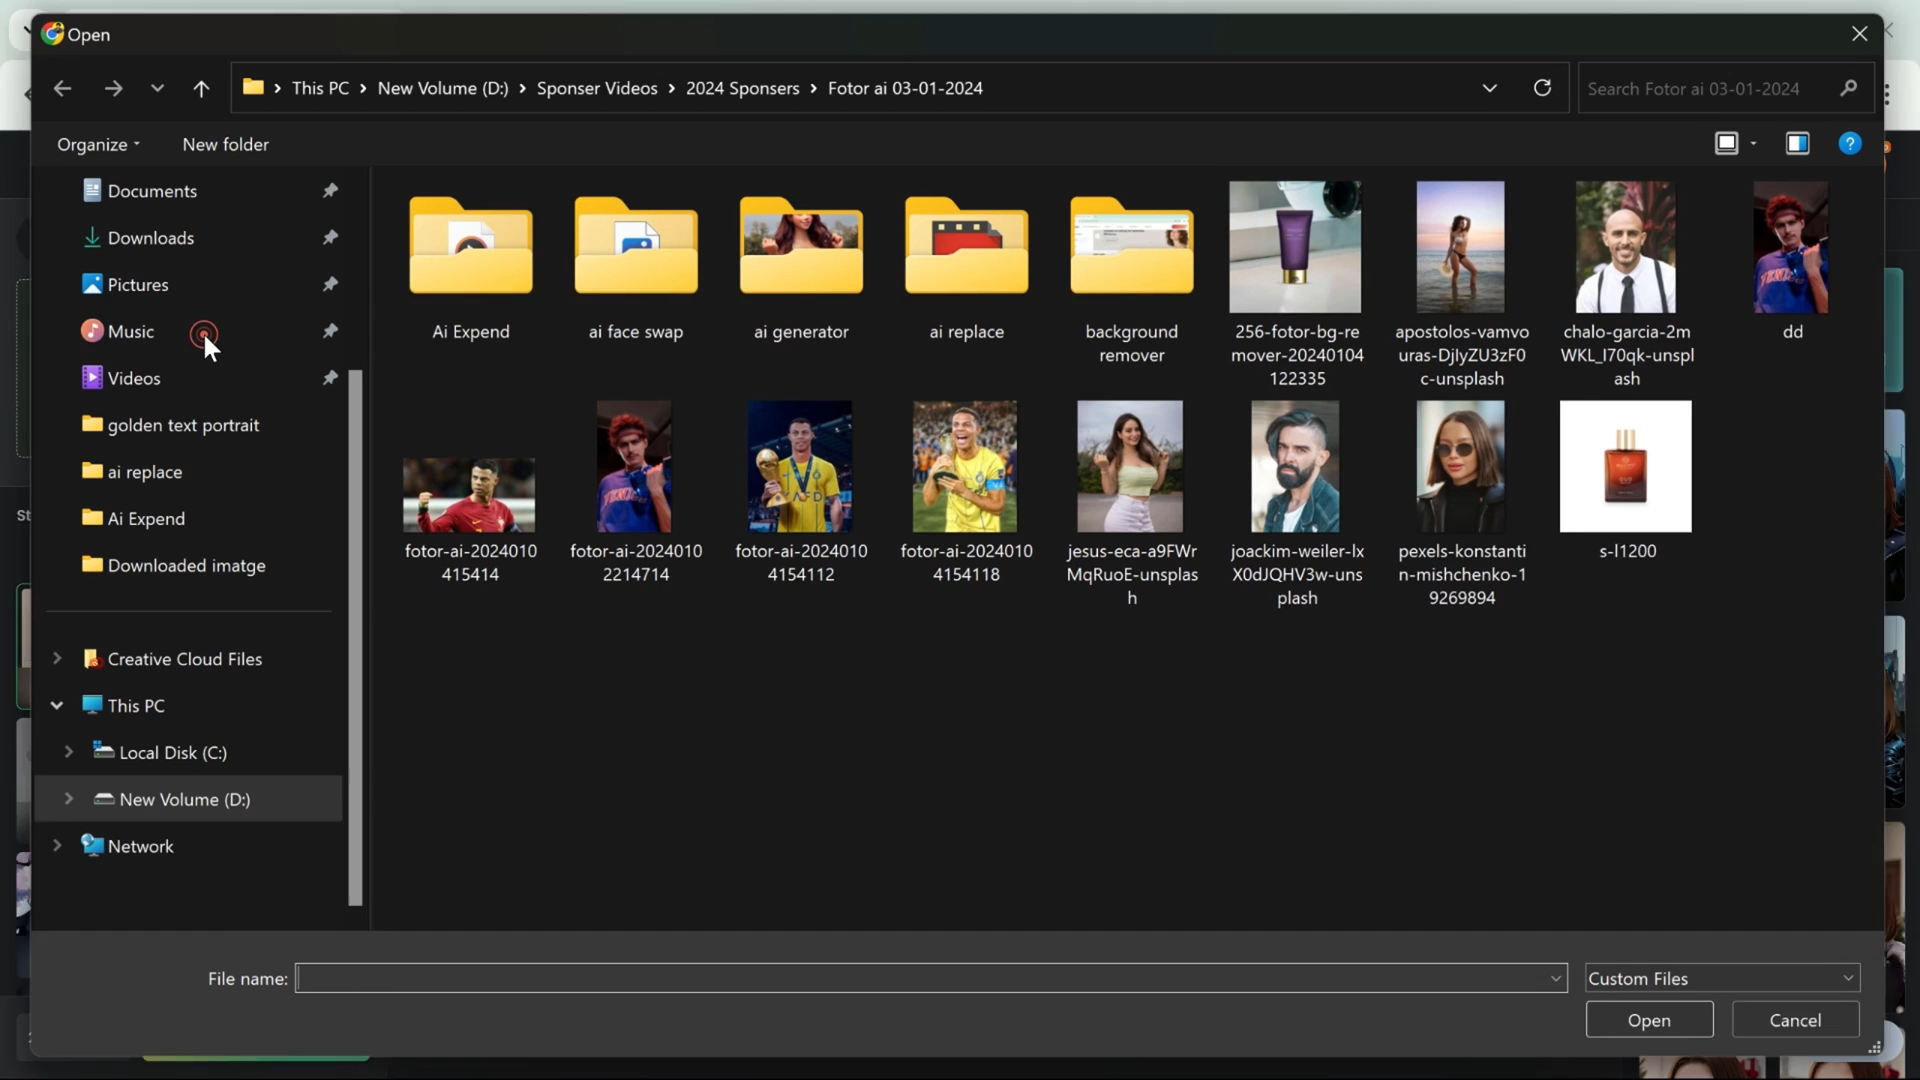 Open
This PC > New Volume (D:) > Sponser Videos > 2024 Sponsers > Fotor ai 03-01-2024
Search Fotor ai 03-01-2024
Organize
New folder
Documents
Downloads
Pictures
Music
Videos
golden text portrait
ai replace
Ai Expend
Downloaded imatge
Creative Cloud Files
This PC
Local Disk (C:)
New Volume (D:)
Network
Ai Expend
ai face swap
ai generator
ai replace
background
remover
256-fotor-bg-re
mover-20240104
122335
apostolos-vamvo
uras-DjlyZU3zF0
c-unsplash
chalo-garcia-2m
WKL_I70qk-unspl
ash
dd
fotor-ai-2024010
415414
fotor-ai-2024010
2214714
fotor-ai-2024010
4154112
fotor-ai-2024010
4154118
jesus-eca-a9FWr
MqRuoE-unsplas
h
joackim-weiler-lx
X0dJQHV3w-uns
plash
pexels-konstanti
n-mishchenko-1
9269894
s-l1200
File name:
Custom Files
Open
Cancel